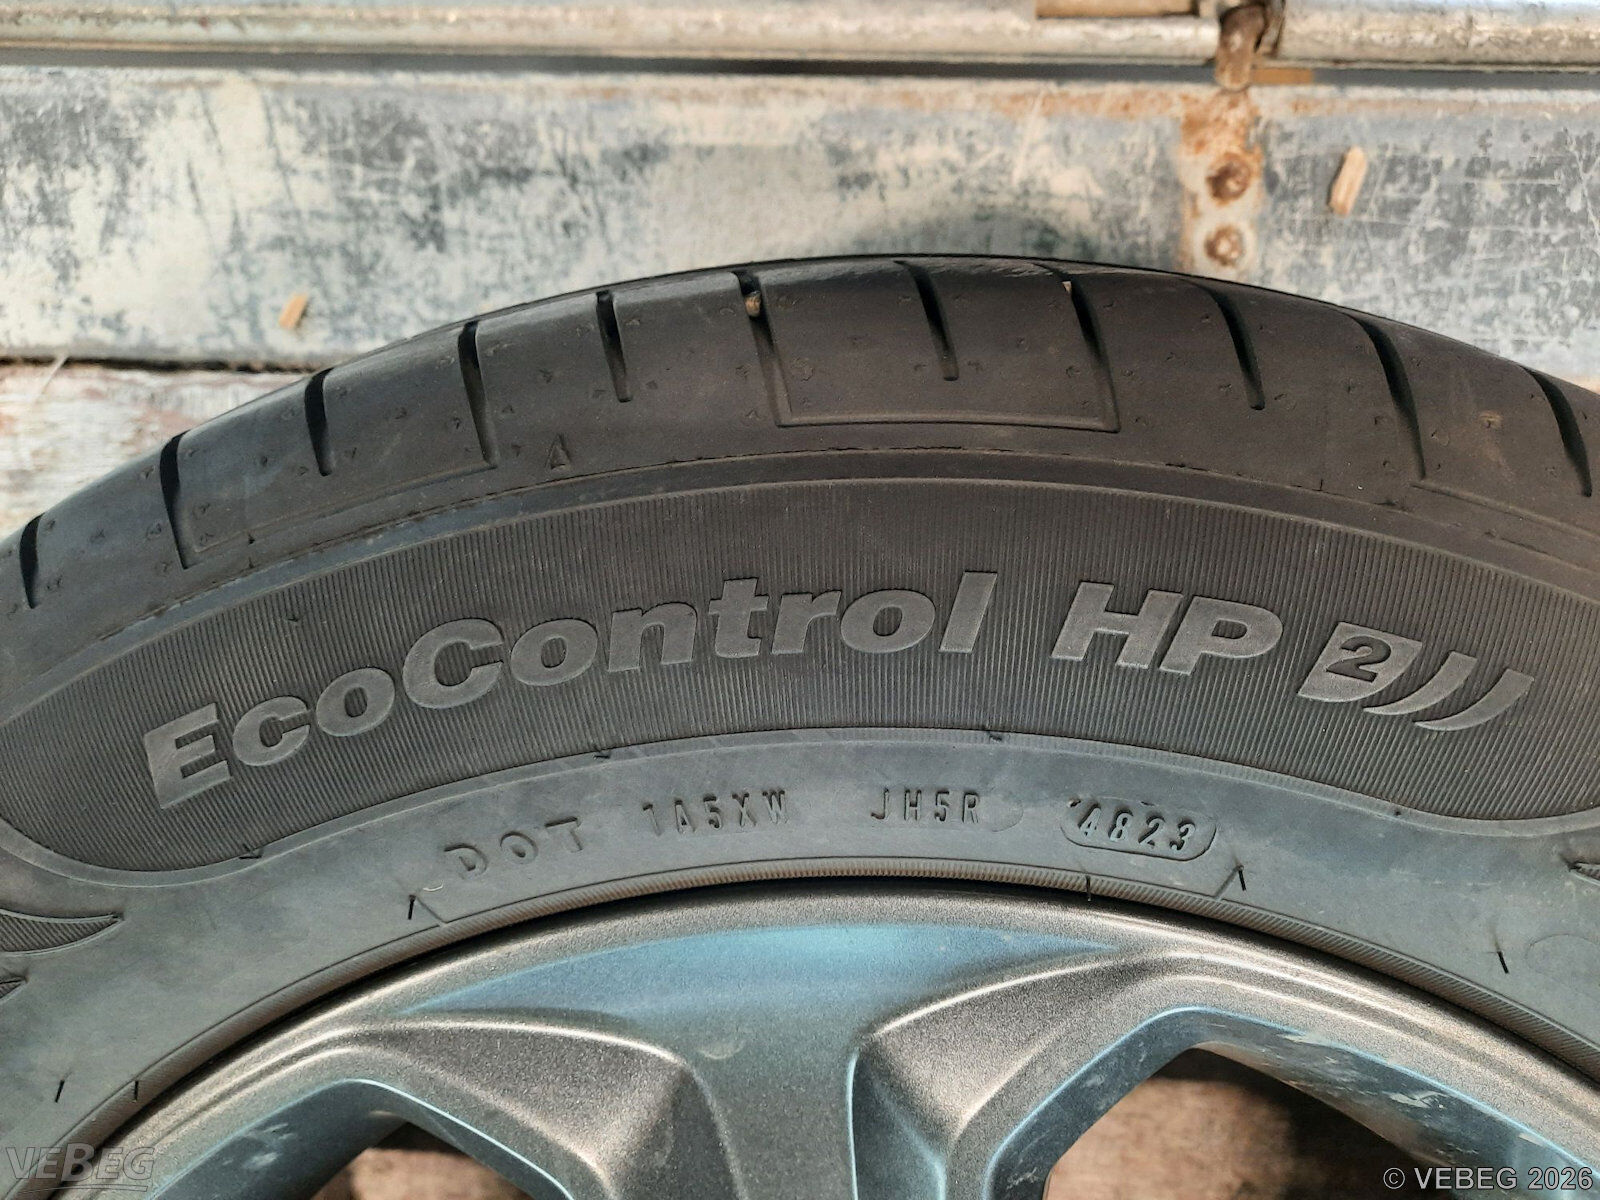 EcoControl HP 2
DOT 1A5XW JH5R 4823
VEBEG
© VEBEG 2026